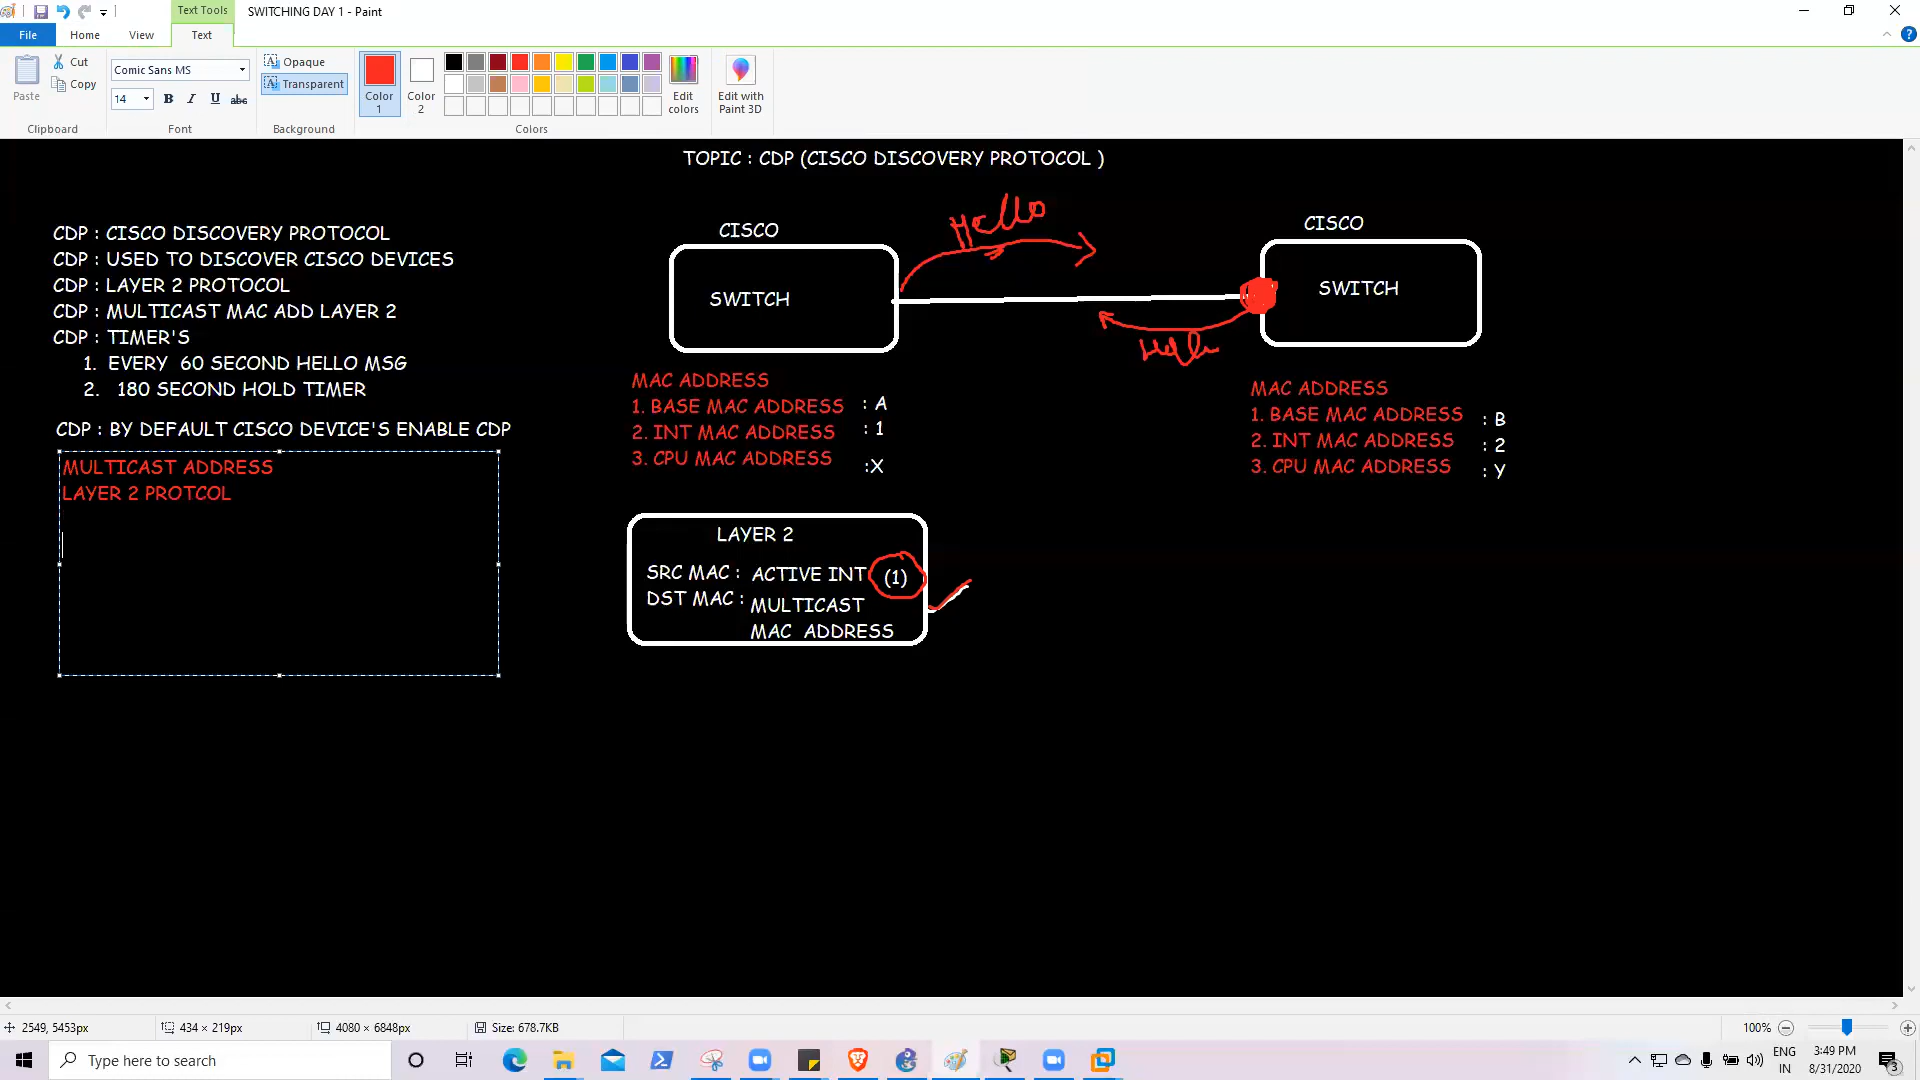 SWITCHING DAY 1 - Paint
Text Tools
File
Home
View
Text
Paste
Cut
Copy
Clipboard
Comic Sans MS
14
B
I
U
abc
Font
Opaque
Transparent
Background
Color 1
Color 2
Edit colors
Colors
Edit with Paint 3D
TOPIC : CDP (CISCO DISCOVERY PROTOCOL )
CDP : CISCO DISCOVERY PROTOCOL
CDP : USED TO DISCOVER CISCO DEVICES
CDP : LAYER 2 PROTOCOL
CDP : MULTICAST MAC ADD LAYER 2
CDP : TIMER'S
1. EVERY 60 SECOND HELLO MSG
2. 180 SECOND HOLD TIMER
CDP : BY DEFAULT CISCO DEVICE'S ENABLE CDP
MULTICAST ADDRESS
LAYER 2 PROTCOL
CISCO
SWITCH
Hello
CISCO
SWITCH
Hello
MAC ADDRESS
1. BASE MAC ADDRESS : A
2. INT MAC ADDRESS : 1
3. CPU MAC ADDRESS :X
MAC ADDRESS
1. BASE MAC ADDRESS : B
2. INT MAC ADDRESS : 2
3. CPU MAC ADDRESS : Y
LAYER 2
SRC MAC : ACTIVE INT (1)
DST MAC : MULTICAST
MAC ADDRESS
2549, 5453px
434 × 219px
4080 × 6848px
Size: 678.7KB
100%
Type here to search
ENG
IN
3:49 PM
8/31/2020
3